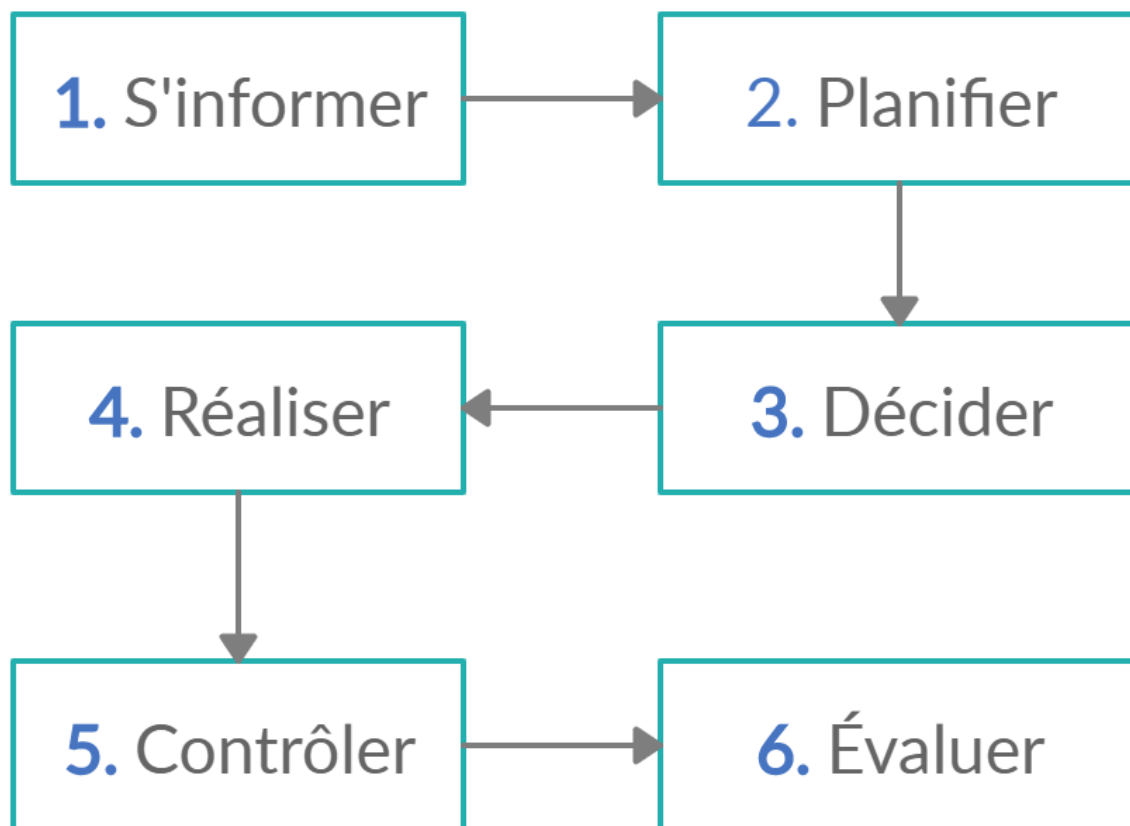 1. S'informer
2. Planifier
3. Décider
4. Réaliser
5. Contrôler
6. Évaluer